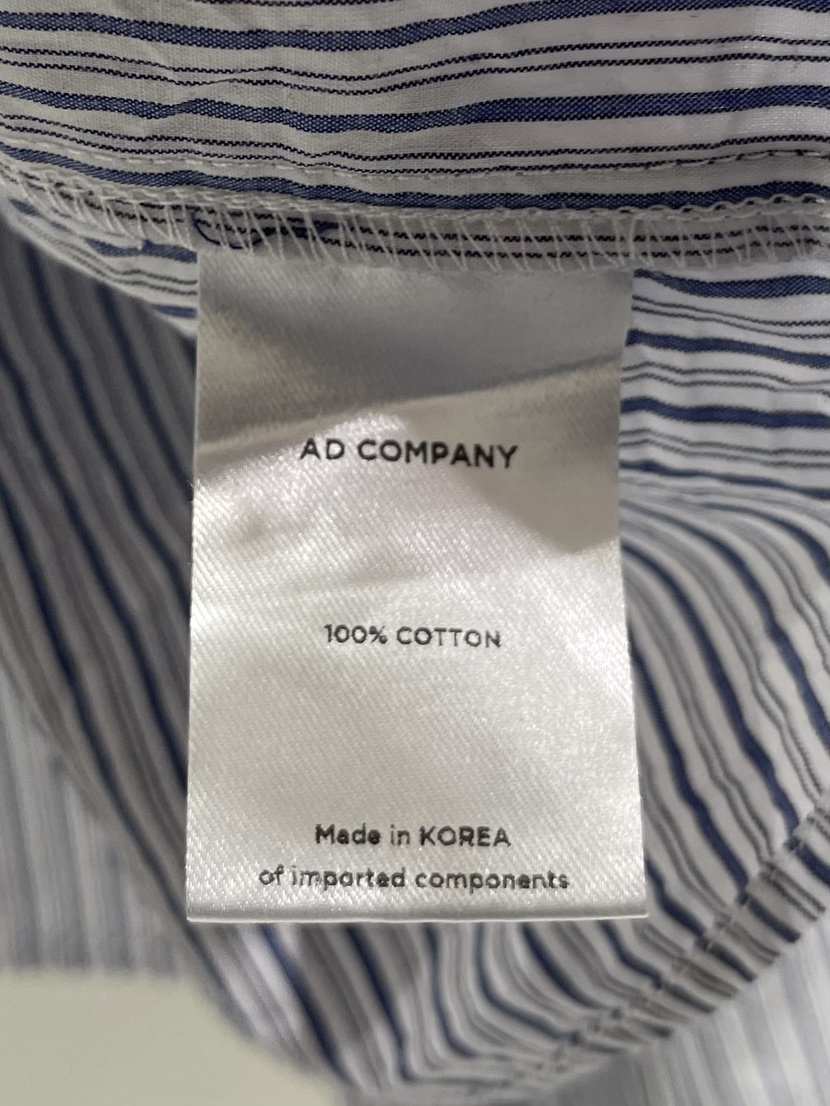 AD COMPANY
100% COTTON
Made in KOREA
of imported components